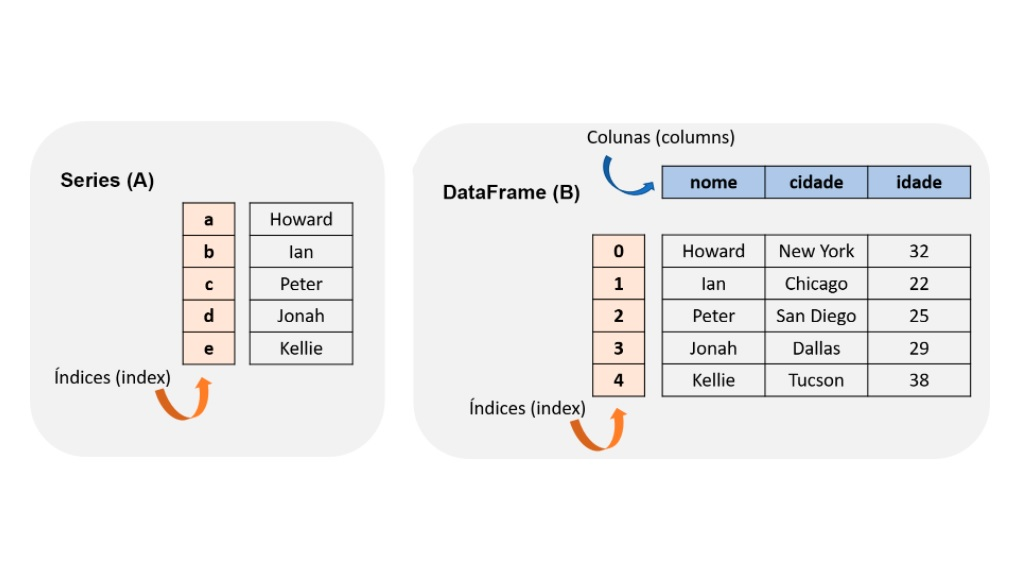 Series (A)
a Howard
b Ian
c Peter
d Jonah
e Kellie
Índices (index)
Colunas (columns)
DataFrame (B)
nome cidade idade
0 Howard New York 32
1 Ian Chicago 22
2 Peter San Diego 25
3 Jonah Dallas 29
4 Kellie Tucson 38
Índices (index)